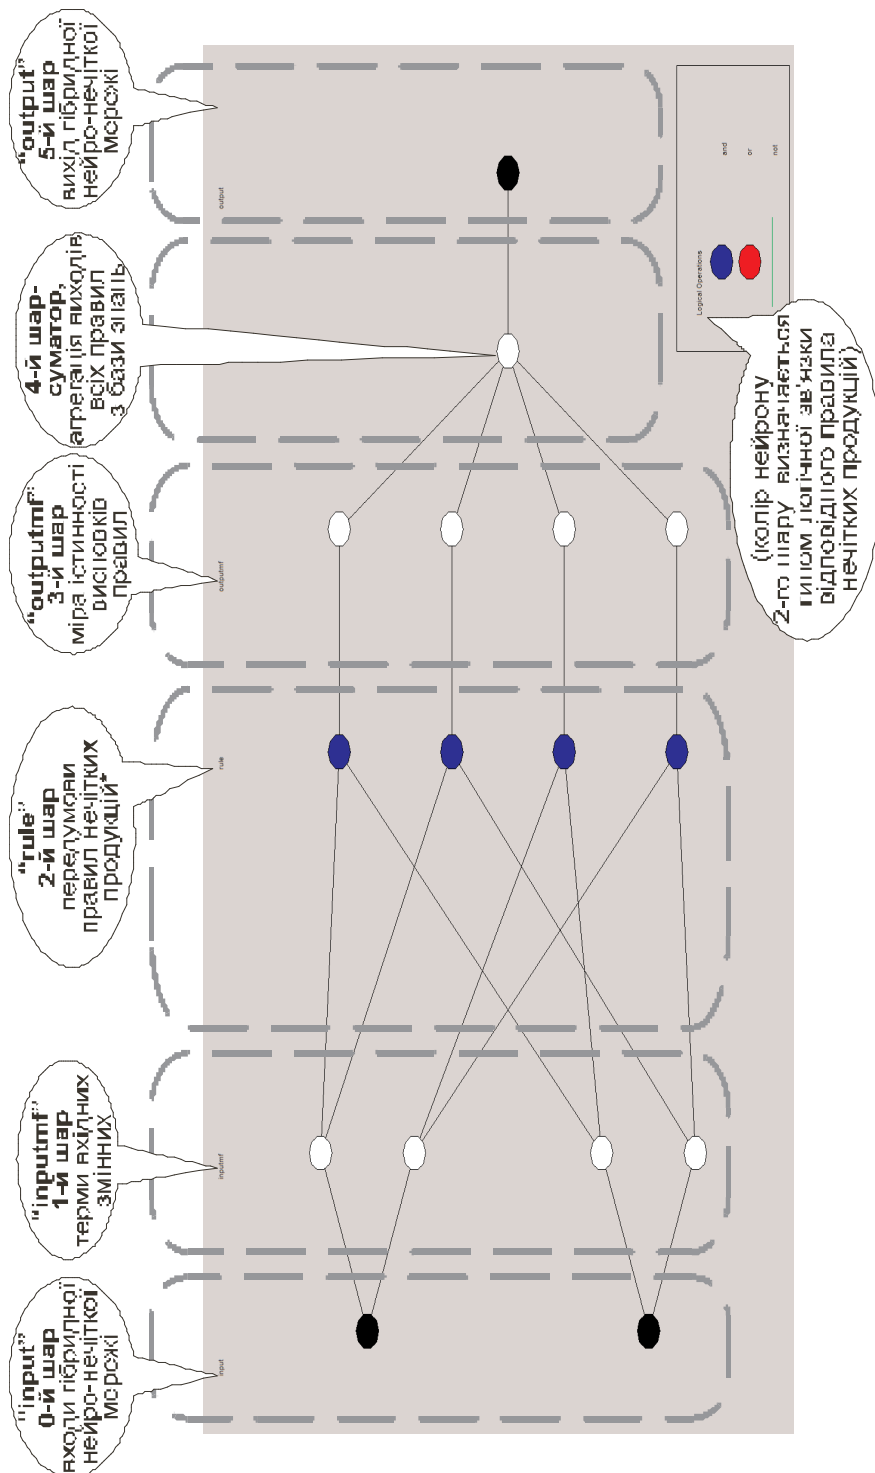 “input”
0-й шар
входи гібридної
нейро-нечіткої
мережі
“inputmf”
1-й шар
терми вхідних
змінних
“rule”
2-й шар
передумови
правил нечітких
продукцій*
“outputmf”
3-й шар
міра істинності
висновків
правил
4-й шар-
суматор,
агрегація виходів
всіх правил
з бази знань
“output”
5-й шар
вихід гібридної
нейро-нечіткої
мережі
input
inputmf
rule
outputmf
output
Logical Operations
and
or
not
(колір нейрону
2-го шару визначається
типом логічної зв'язки
відповідного правила
нечітких продукцій)